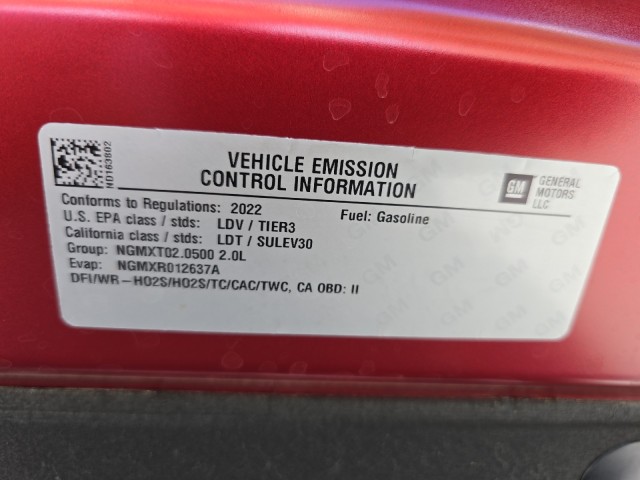 HD163802
VEHICLE EMISSION
CONTROL INFORMATION
GM
GENERAL
MOTORS
LLC
Conforms to Regulations: 2022 Fuel: Gasoline
U.S. EPA class / stds: LDV / TIER3
California class / stds: LDT / SULEV30
Group: NGMXT02.0500 2.0L
Evap: NGMXR012637A
DFI/WR-HO2S/HO2S/TC/CAC/TWC, CA OBD: II